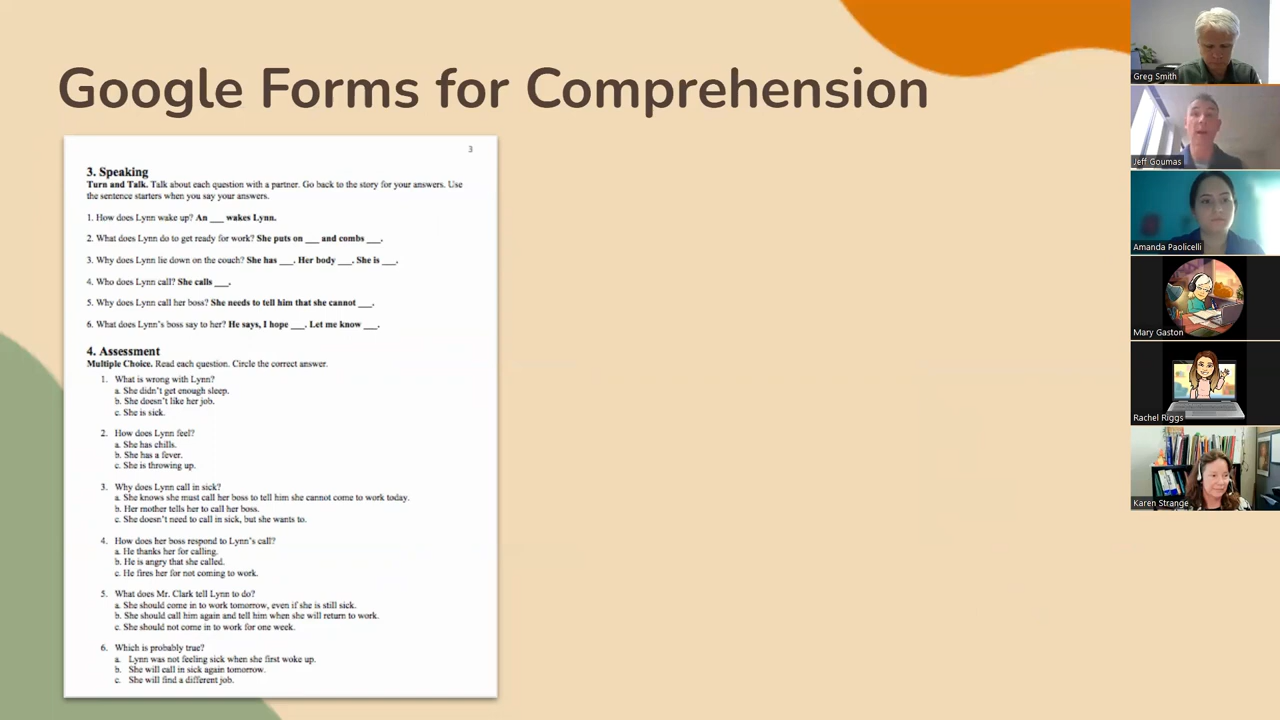 Google Forms for Comprehension
3
3. Speaking
Turn and Talk. Talk about each question with a partner. Go back to the story for your answers. Use
the sentence starters when you say your answers.
1. How does Lynn wake up? An ___ wakes Lynn.
2. What does Lynn do to get ready for work? She puts on ___ and combs ___.
3. Why does Lynn lie down on the couch? She has ___. Her body ___. She is ___.
4. Who does Lynn call? She calls ___.
5. Why does Lynn call her boss? She needs to tell him that she cannot ___.
6. What does Lynn's boss say to her? He says, I hope ___. Let me know ___.
4. Assessment
Multiple Choice. Read each question. Circle the correct answer.
1. What is wrong with Lynn?
a. She didn't get enough sleep.
b. She doesn't like her job.
c. She is sick.
2. How does Lynn feel?
a. She has chills.
b. She has a fever.
c. She is throwing up.
3. Why does Lynn call in sick?
a. She knows she must call her boss to tell him she cannot come to work today.
b. Her mother tells her to call her boss.
c. She doesn't need to call in sick, but she wants to.
4. How does her boss respond to Lynn's call?
a. He thanks her for calling.
b. He is angry that she called.
c. He fires her for not coming to work.
5. What does Mr. Clark tell Lynn to do?
a. She should come in to work tomorrow, even if she is still sick.
b. She should call him again and tell him when she will return to work.
c. She should not come in to work for one week.
6. Which is probably true?
a. Lynn was not feeling sick when she first woke up.
b. She will call in sick again tomorrow.
c. She will find a different job.
Greg Smith
Jeff Goumas
Amanda Paolicelli
Mary Gaston
Rachel Riggs
Karen Strange